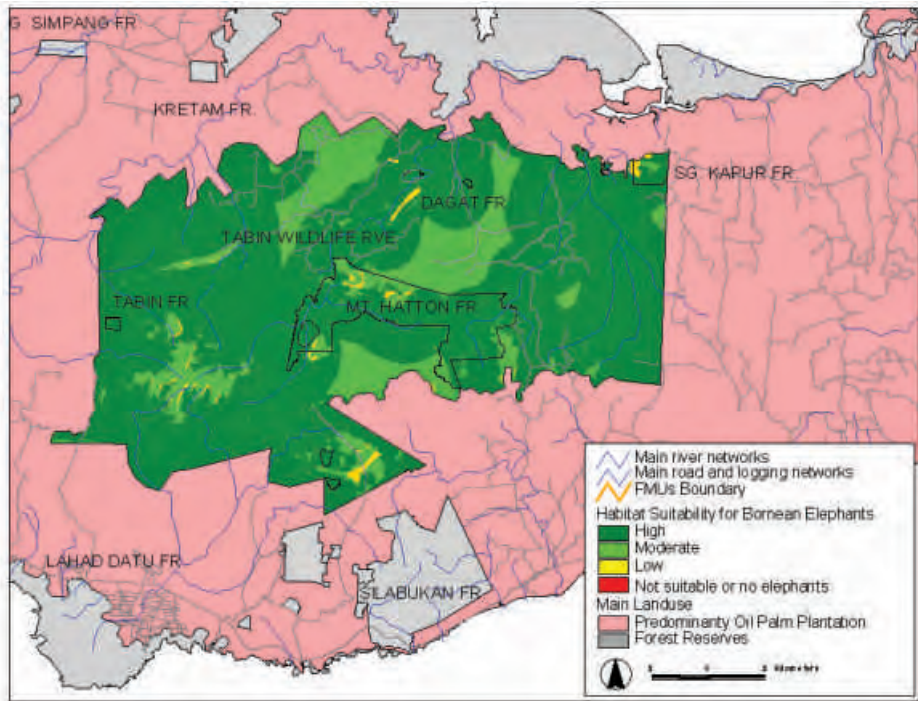 G SIMPANG FR.
KRETAM FR.
SG. KAPUR FR.
DAGAT FR.
TABIN WILDLIFE RVE
TABIN FR.
MT. HATTON FR.
LAHAD DATU FR.
SILABUKAN FR.
Main river networks
Main road and logging networks
FMUs Boundary
Habitat Suitability for Bornean Elephants
High
Moderate
Low
Not suitable or no elephants
Main Landuse
Predominanty Oil Palm Plantation
Forest Reserves
Kilometers